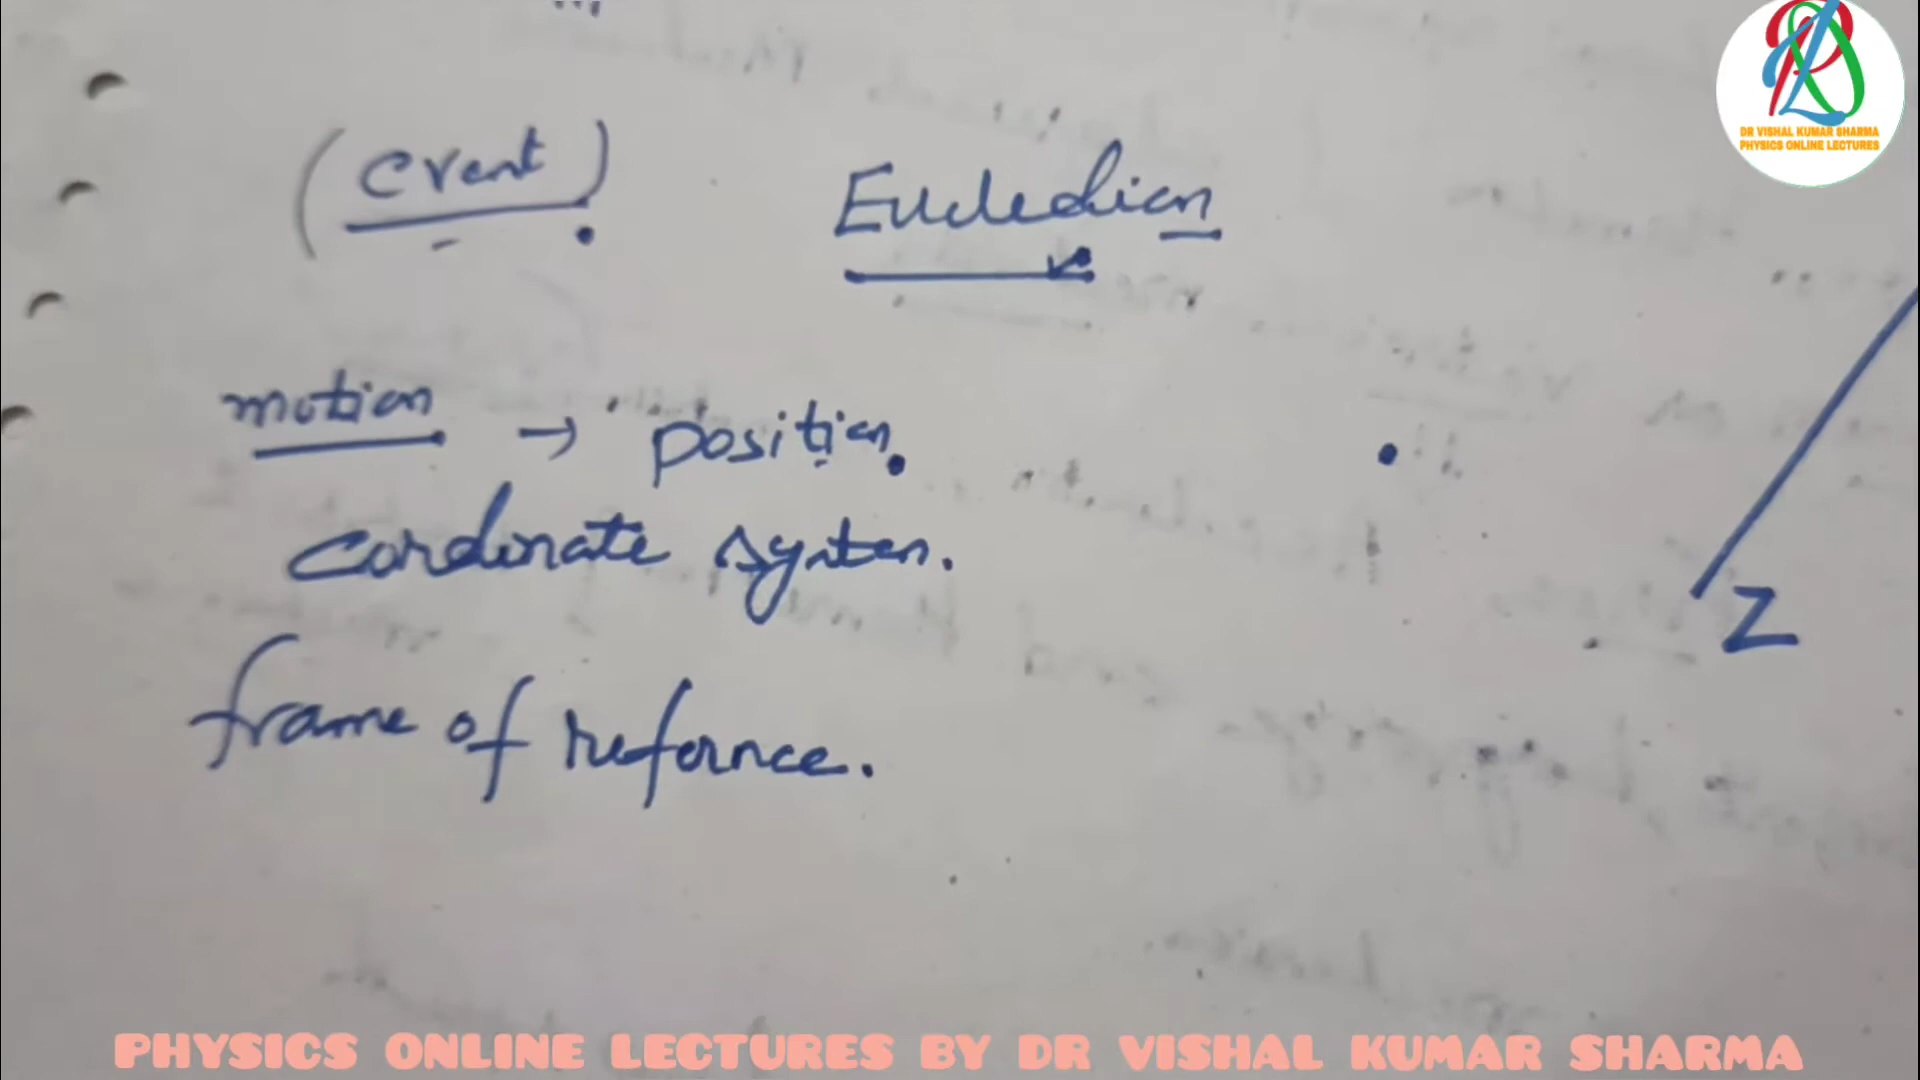 (event) Eucledian
motion → position.
cordinate system.
frame of refernce.
Z
DR VISHAL KUMAR SHARMA
PHYSICS ONLINE LECTURES
PHYSICS ONLINE LECTURES BY DR VISHAL KUMAR SHARMA